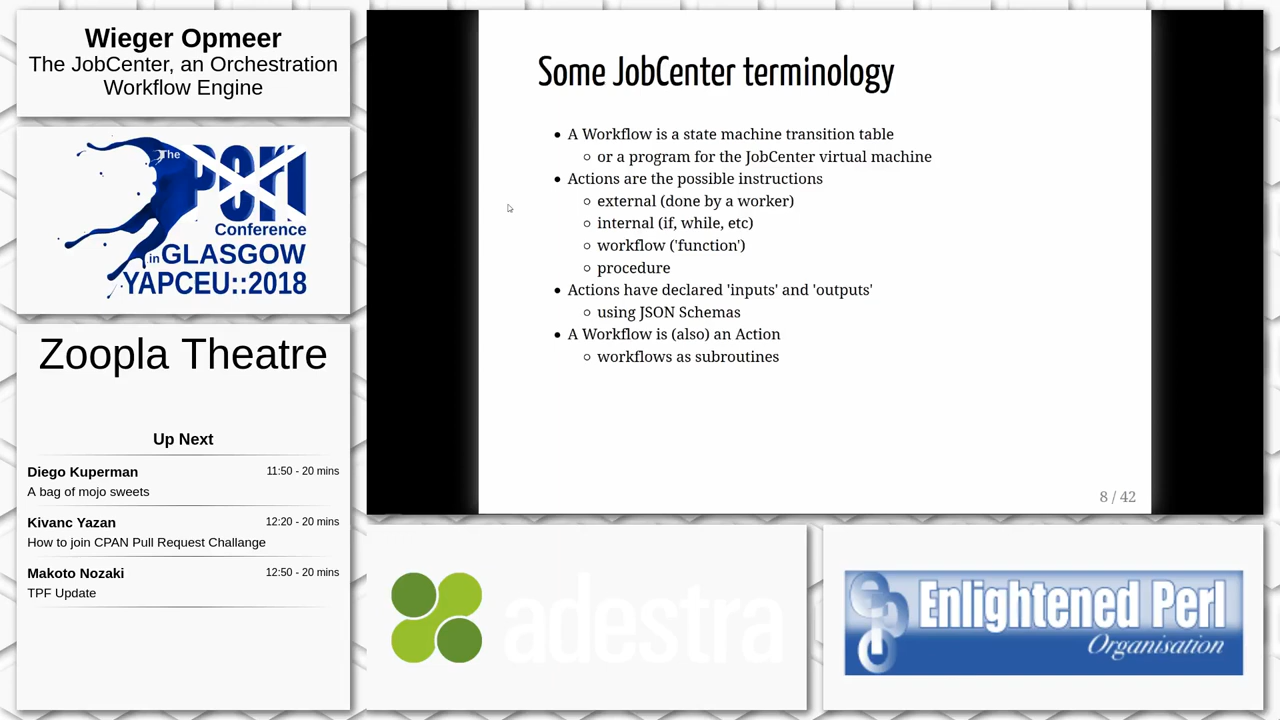 Wieger Opmeer
The JobCenter, an Orchestration
Workflow Engine
The
Perl
Conference
in GLASGOW
YAPCEU::2018
Zoopla Theatre
Up Next
Diego Kuperman 11:50 - 20 mins
A bag of mojo sweets
Kivanc Yazan 12:20 - 20 mins
How to join CPAN Pull Request Challange
Makoto Nozaki 12:50 - 20 mins
TPF Update
Some JobCenter terminology
• A Workflow is a state machine transition table
○ or a program for the JobCenter virtual machine
• Actions are the possible instructions
○ external (done by a worker)
○ internal (if, while, etc)
○ workflow ('function')
○ procedure
• Actions have declared 'inputs' and 'outputs'
○ using JSON Schemas
• A Workflow is (also) an Action
○ workflows as subroutines
8 / 42
adestra
Enlightened Perl
Organisation